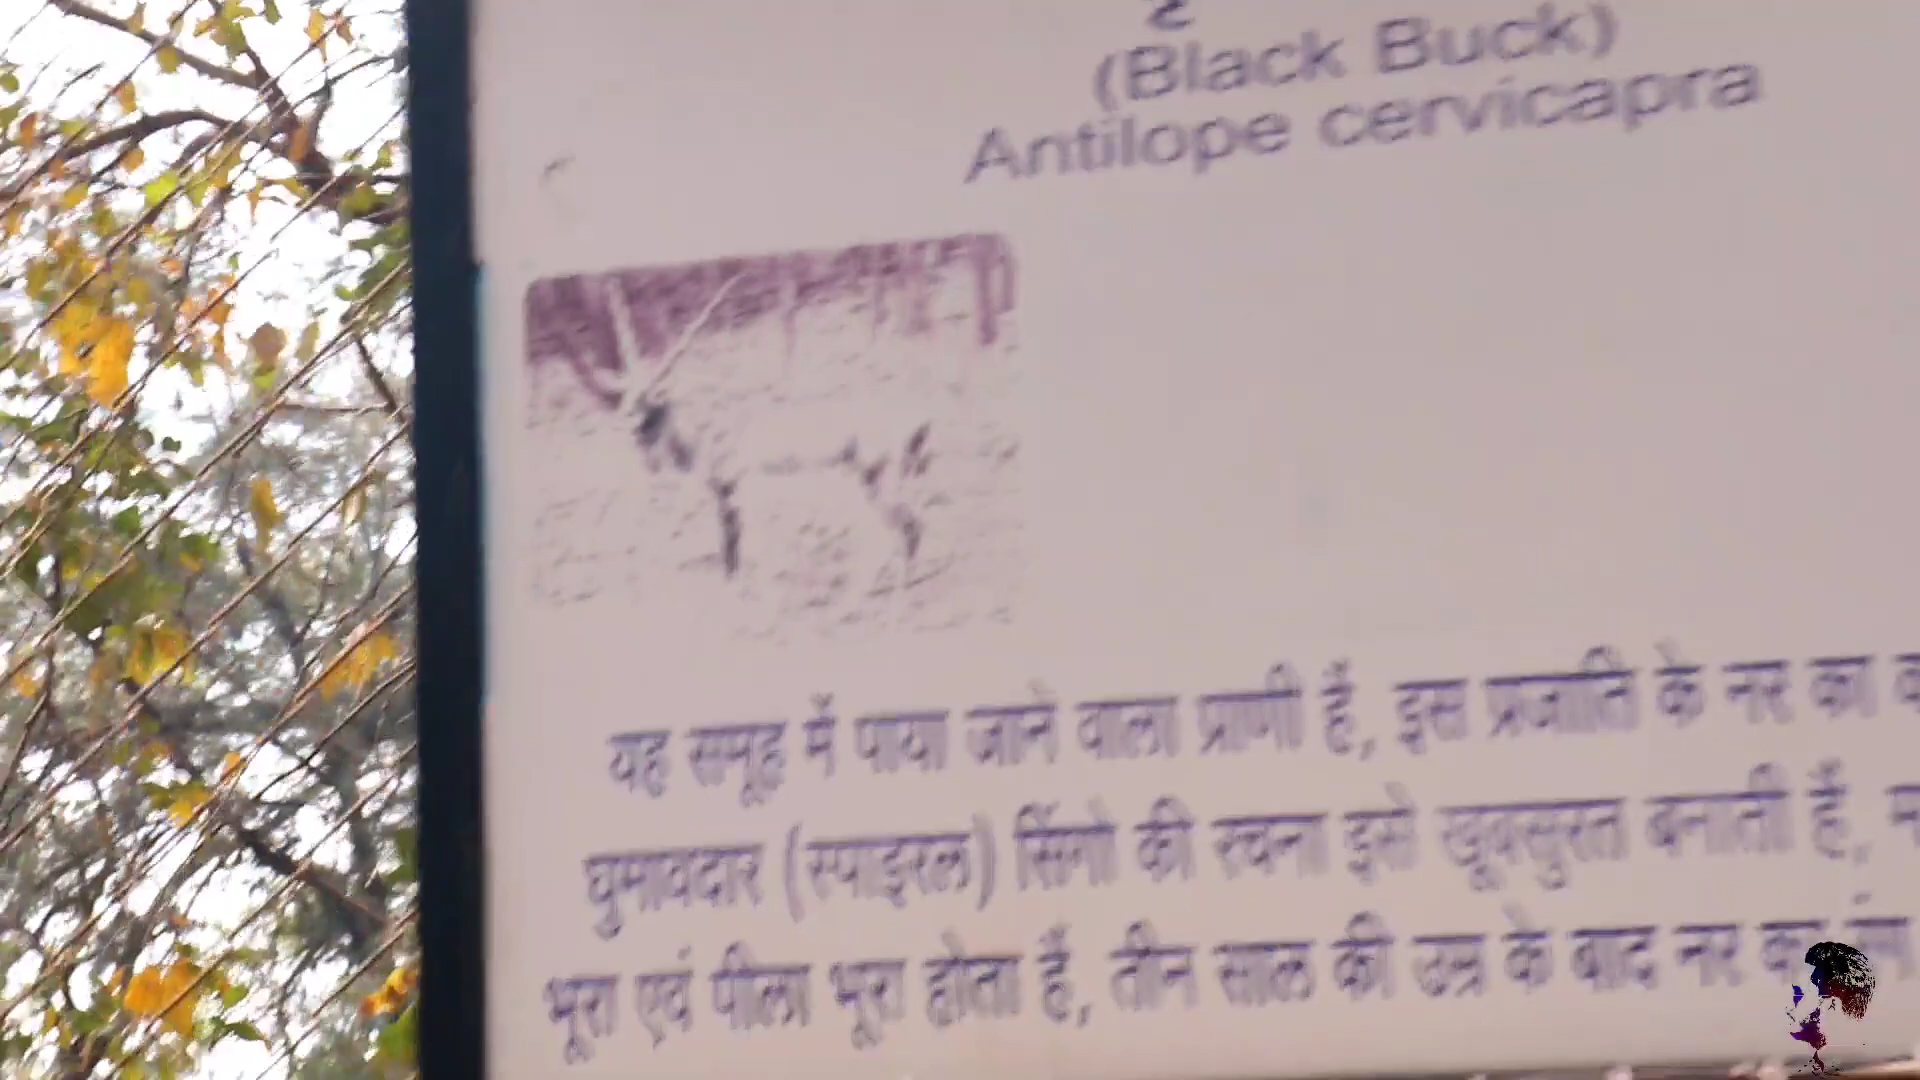 (Black Buck)
Antilope cervicapra
यह समूह में पाया जाने वाला प्राणी है, इस प्रजाति के नर का
घुमावदार (स्पाइरल) सिंगो की रचना इसे खूबसुरत बनाती है,
भूरा एवं पीला भूरा होता है, तीन साल की उम्र के बाद नर का रंग